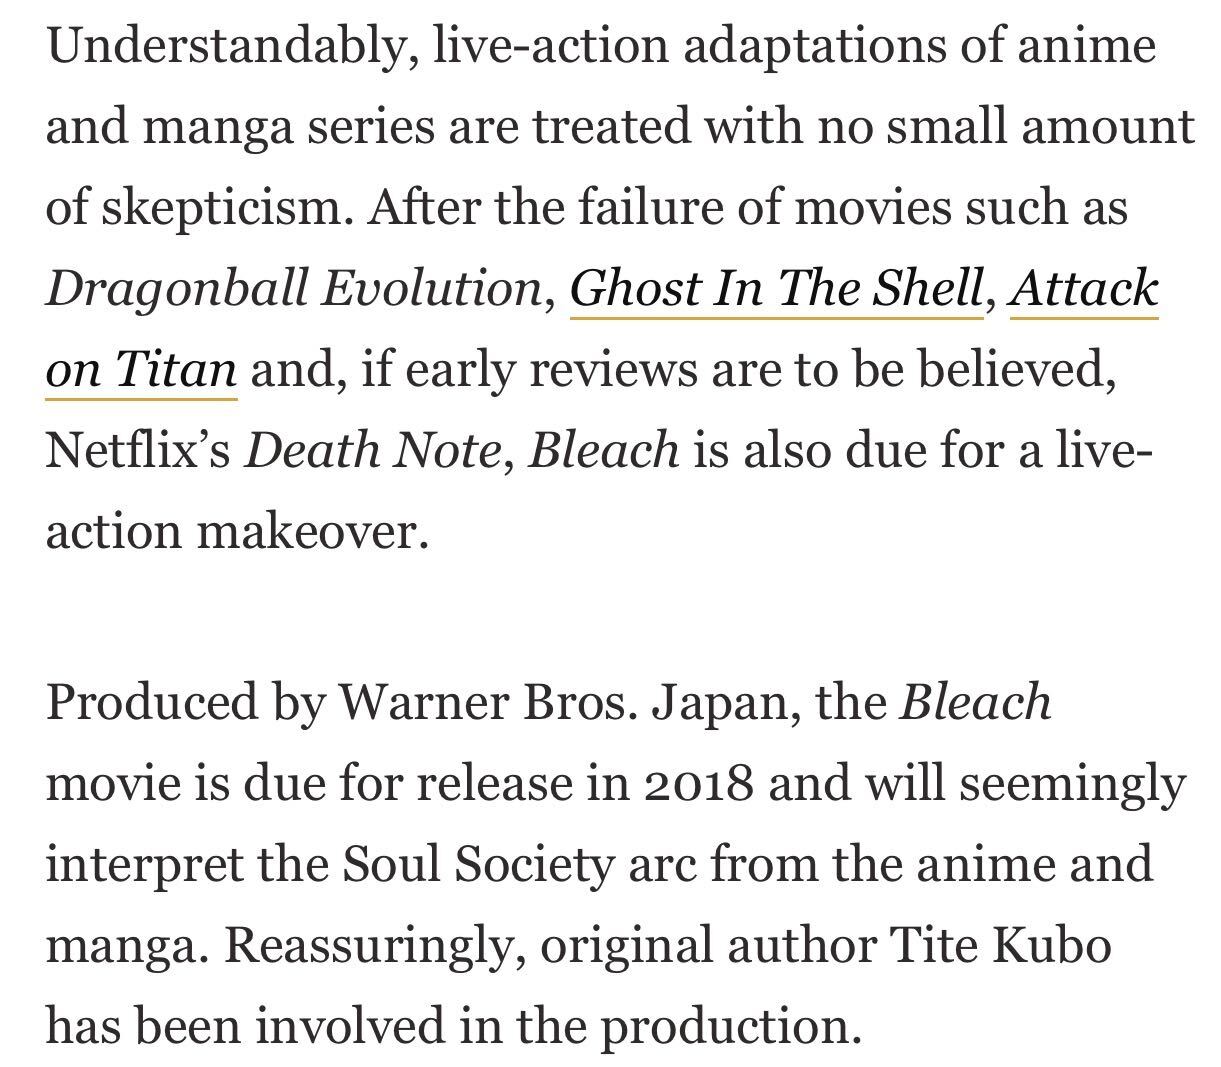 Understandably, live-action adaptations of anime
and manga series are treated with no small amount
of skepticism. After the failure of movies such as
Dragonball Evolution, Ghost In The Shell, Attack
on Titan and, if early reviews are to be believed,
Netflix’s Death Note, Bleach is also due for a live-
action makeover.
Produced by Warner Bros. Japan, the Bleach
movie is due for release in 2018 and will seemingly
interpret the Soul Society arc from the anime and
manga. Reassuringly, original author Tite Kubo
has been involved in the production.